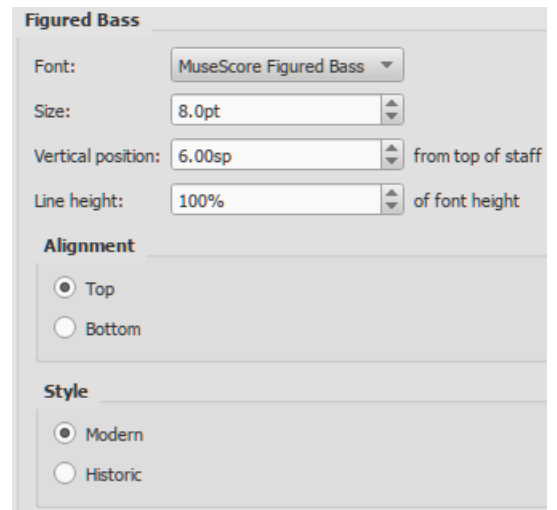 Figured Bass
Font: MuseScore Figured Bass
Size: 8.0pt
Vertical position: 6.00sp from top of staff
Line height: 100% of font height
Alignment
Top
Bottom
Style
Modern
Historic